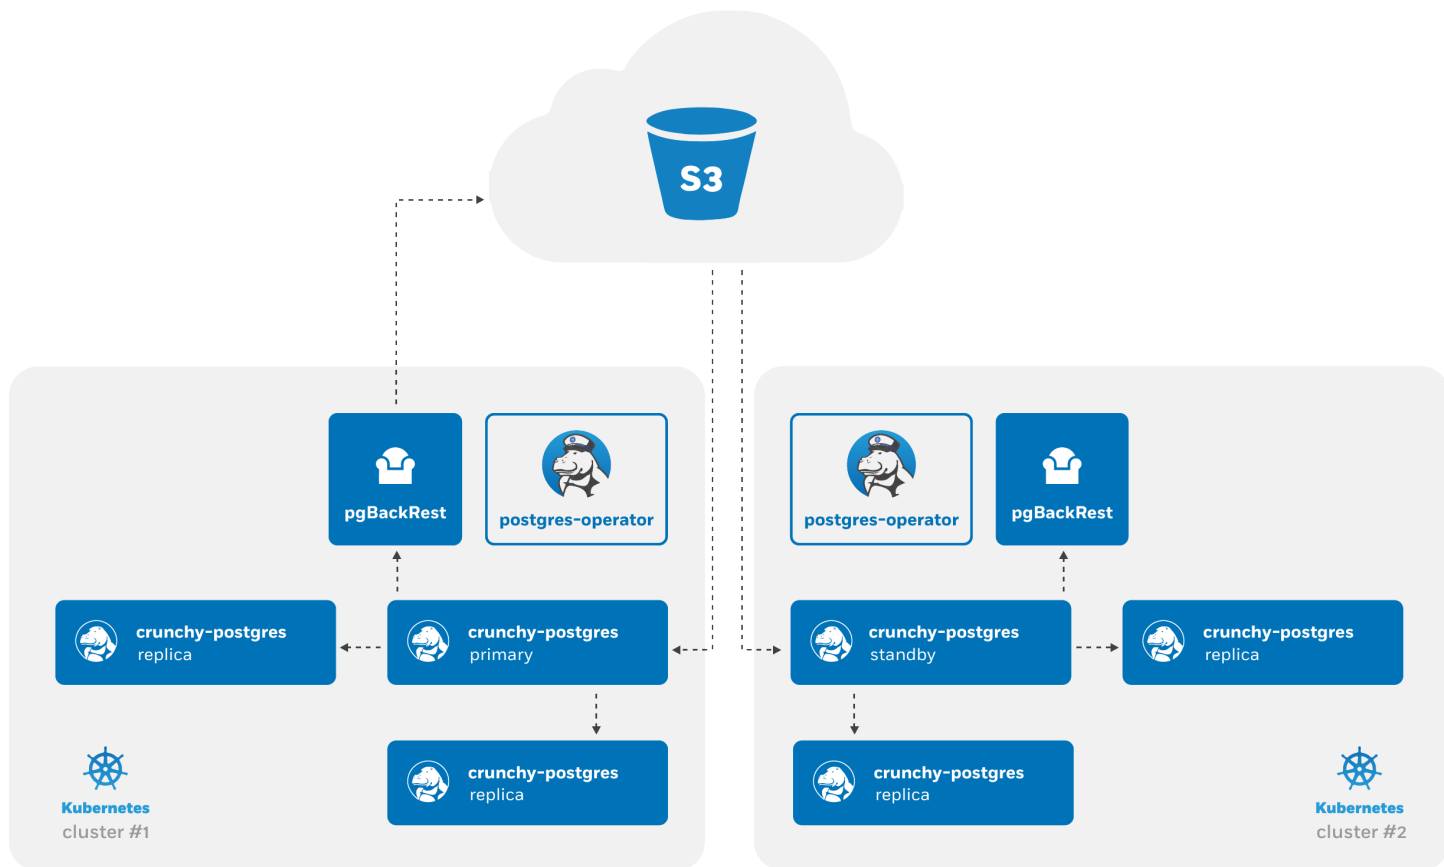 S3
pgBackRest
postgres-operator
crunchy-postgres
replica
crunchy-postgres
primary
crunchy-postgres
replica
Kubernetes
cluster #1
postgres-operator
pgBackRest
crunchy-postgres
standby
crunchy-postgres
replica
crunchy-postgres
replica
Kubernetes
cluster #2